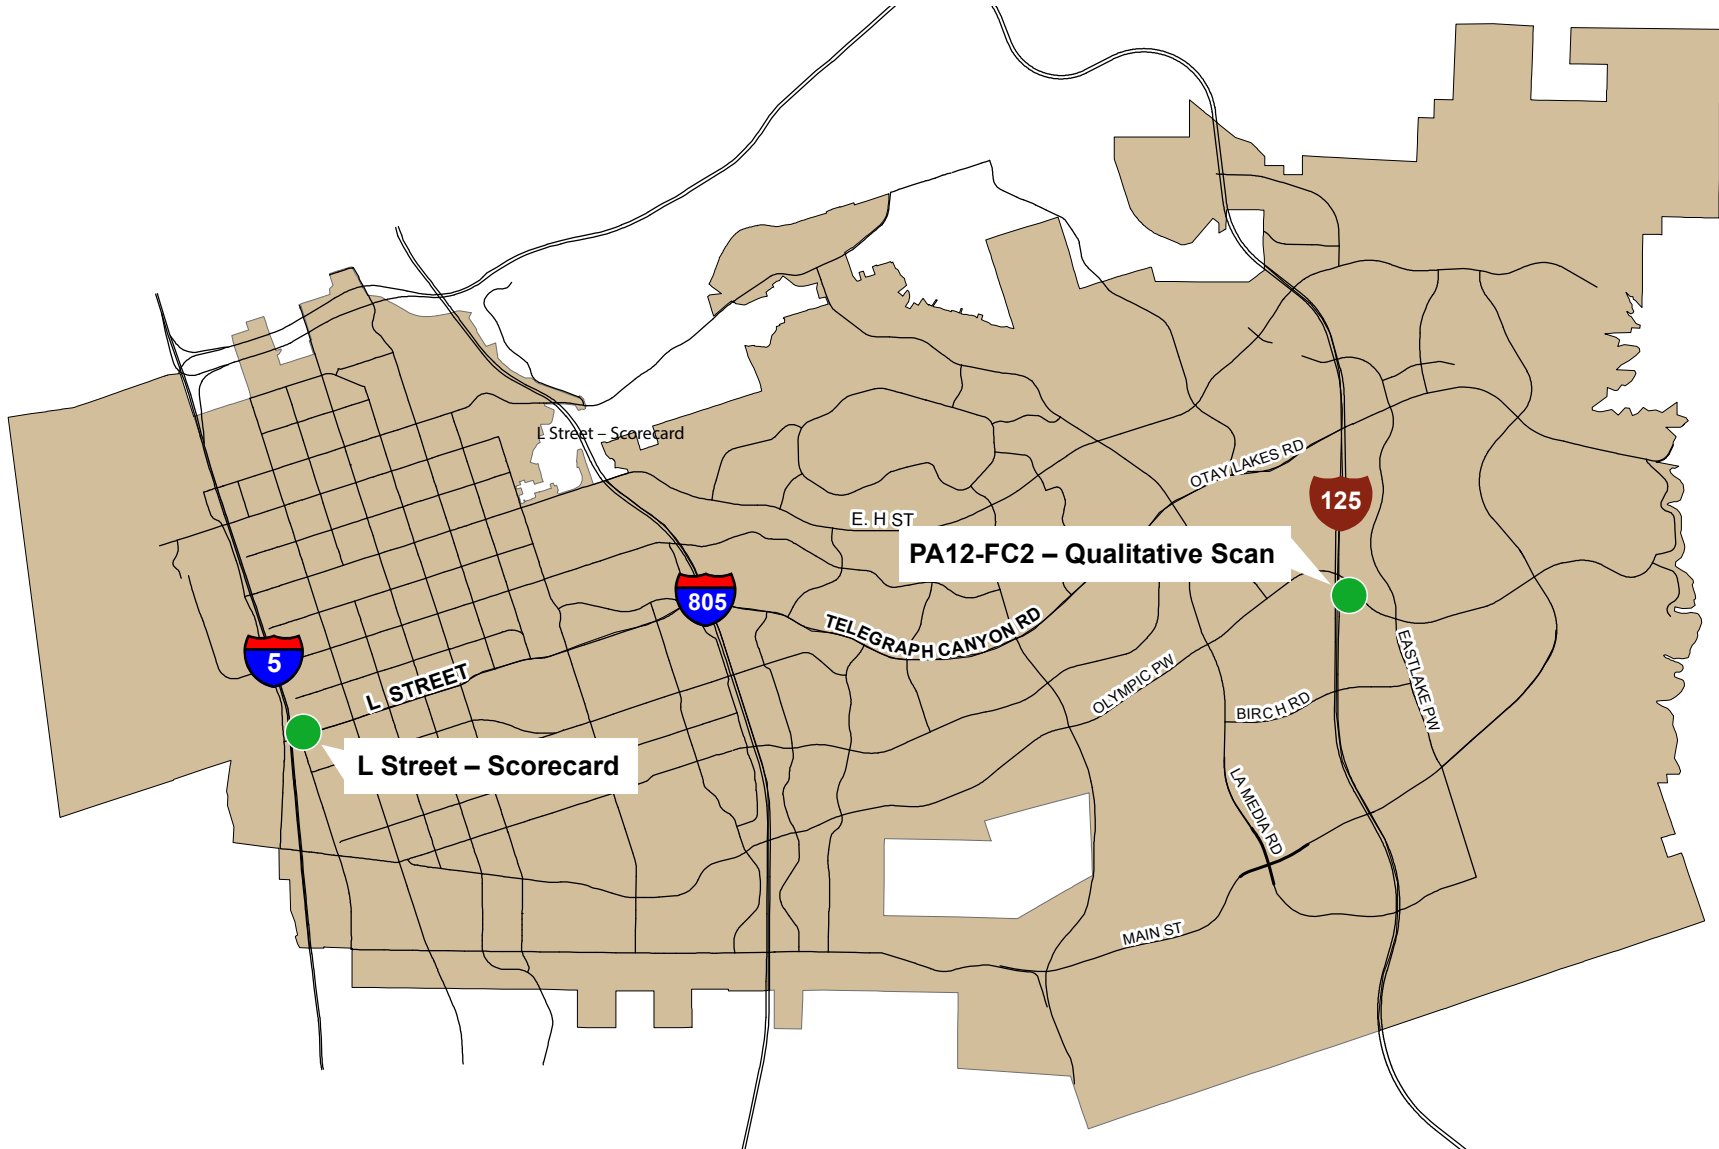 L Street – Scorecard
OTAY LAKES RD
125
E. H ST
PA12-FC2 – Qualitative Scan
805
TELEGRAPH CANYON RD
5
L STREET
OLYMPIC PW
EASTLAKE PW
BIRCH RD
L Street – Scorecard
LA MEDIA RD
MAIN ST